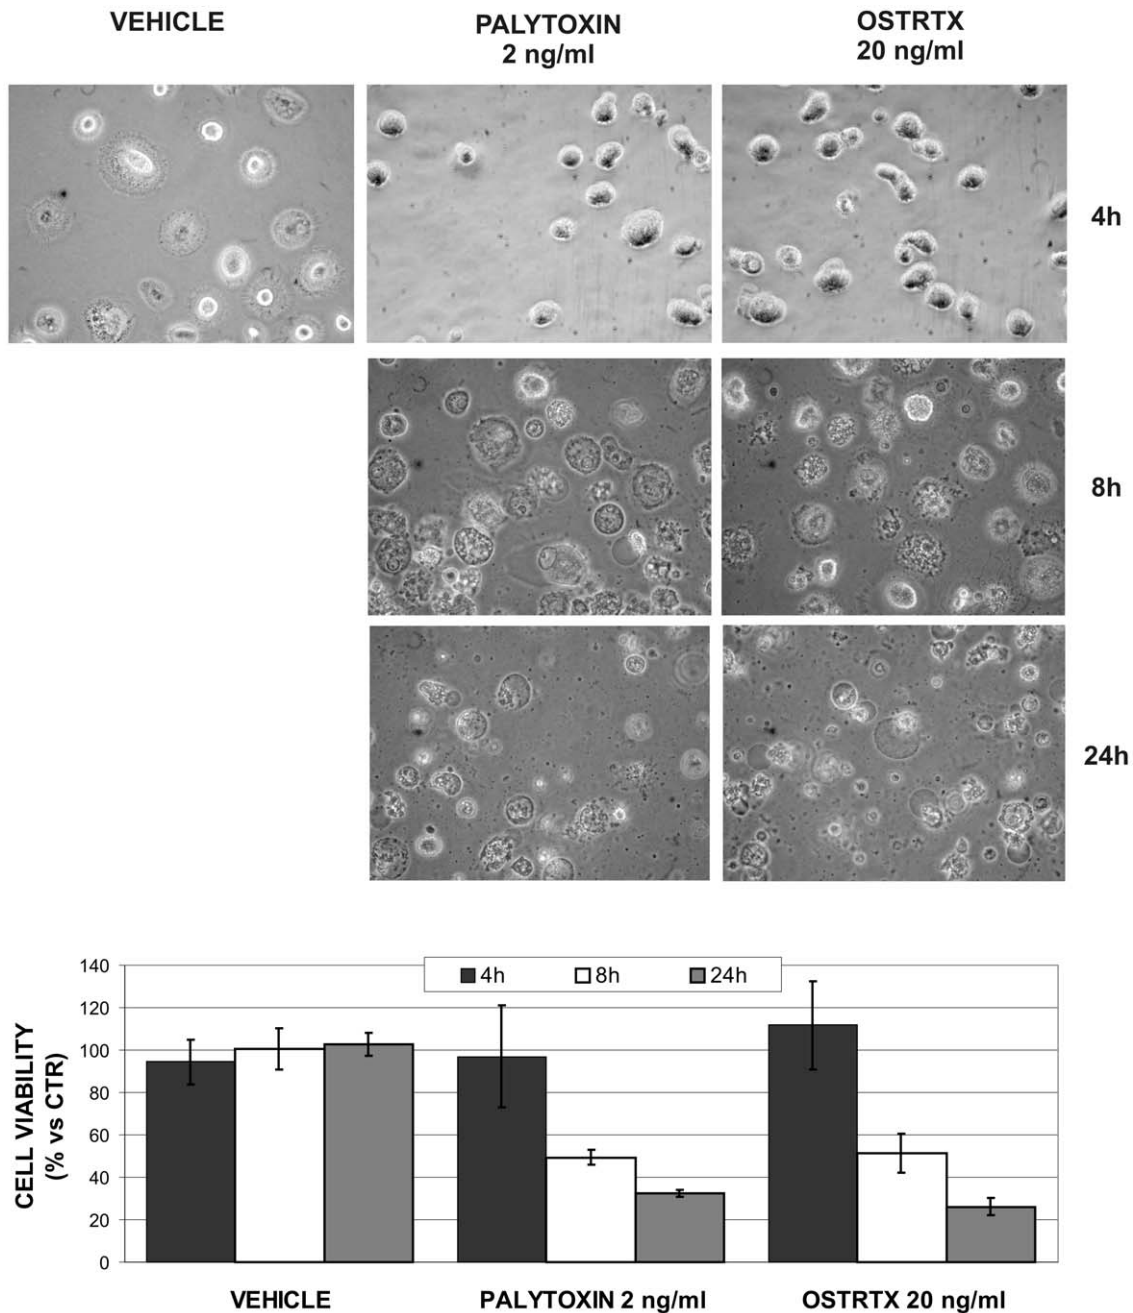 VEHICLE
PALYTOXIN
2 ng/ml
OSTRTX
20 ng/ml
4h
8h
24h
140
120
100
80
60
40
20
0
CELL VIABILITY
(% vs CTR)
4h
8h
24h
VEHICLE
PALYTOXIN 2 ng/ml
OSTRTX 20 ng/ml